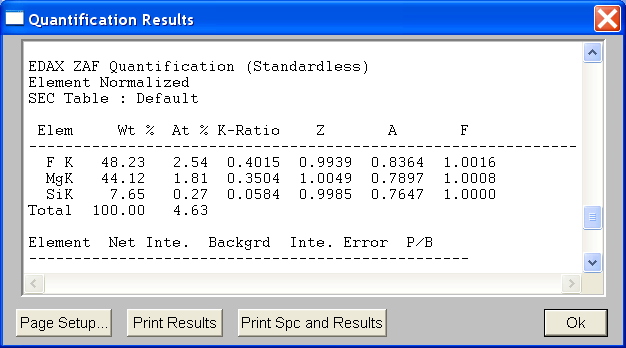 Quantification Results
EDAX ZAF Quantification (Standardless)
Element Normalized
SEC Table : Default
Elem Wt % At % K-Ratio Z A F
-------------------------------------------------------------
F K 48.23 2.54 0.4015 0.9939 0.8364 1.0016
MgK 44.12 1.81 0.3504 1.0049 0.7897 1.0008
SiK 7.65 0.27 0.0584 0.9985 0.7647 1.0000
Total 100.00 4.63
Element Net Inte. Backgrd Inte. Error P/B
-------------------------------------------------
Page Setup... Print Results Print Spc and Results Ok